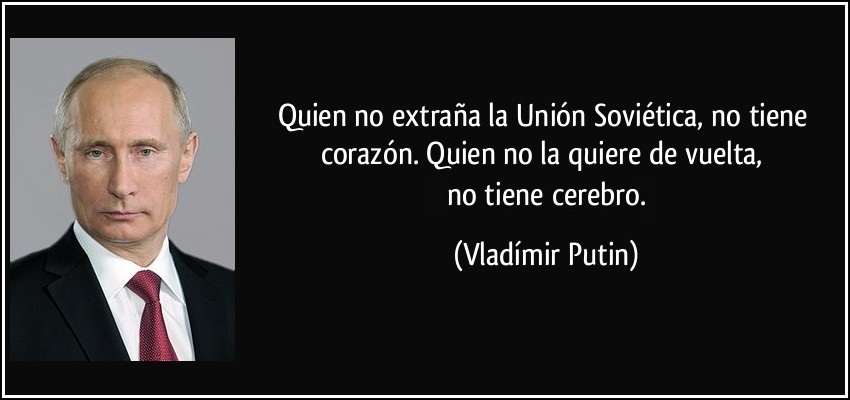 Quien no extraña la Unión Soviética, no tiene
corazón. Quien no la quiere de vuelta,
no tiene cerebro.
(Vladímir Putin)